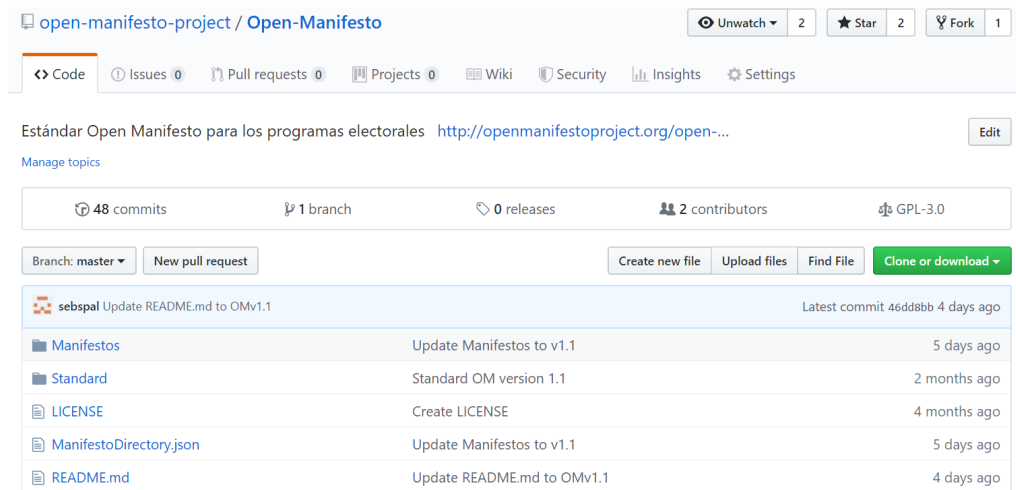 open-manifesto-project / Open-Manifesto Unwatch 2 Star 2 Fork 1
Code Issues 0 Pull requests 0 Projects 0 Wiki Security Insights Settings
Estándar Open Manifesto para los programas electorales http://openmanifestoproject.org/open-... Edit
Manage topics
48 commits 1 branch 0 releases 2 contributors GPL-3.0
Branch: master New pull request Create new file Upload files Find File Clone or download
sebspal Update README.md to OMv1.1 Latest commit 46dd8bb 4 days ago
Manifestos Update Manifestos to v1.1 5 days ago
Standard Standard OM version 1.1 2 months ago
LICENSE Create LICENSE 4 months ago
ManifestoDirectory.json Update Manifestos to v1.1 5 days ago
README.md Update README.md to OMv1.1 4 days ago